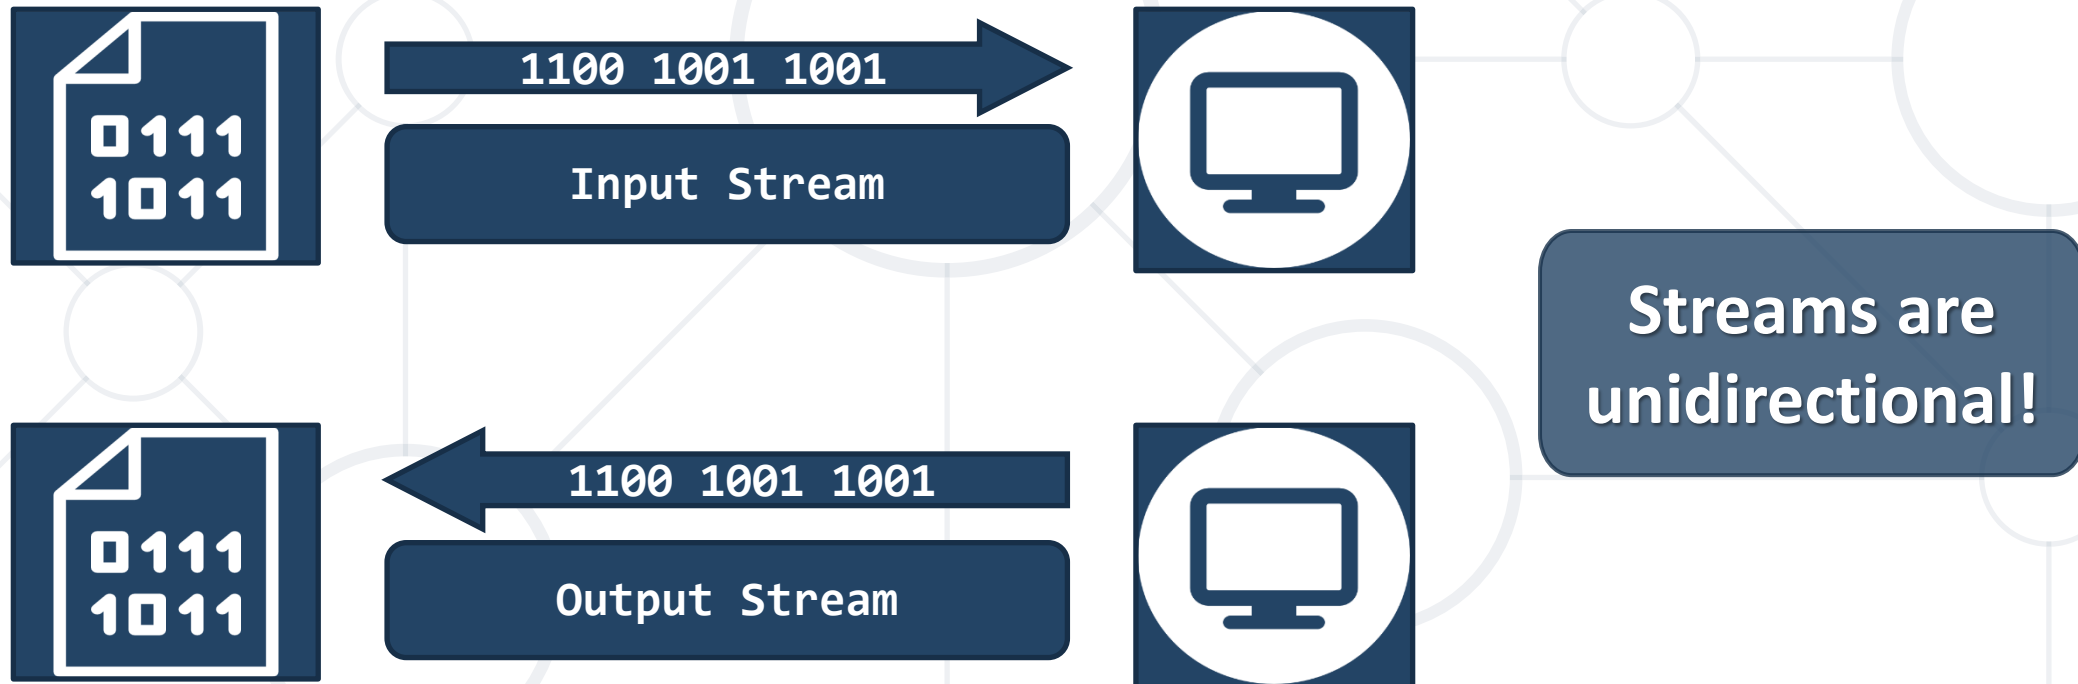 0111
1011
1100 1001 1001
Input Stream
Streams are
unidirectional!
0111
1011
1100 1001 1001
Output Stream